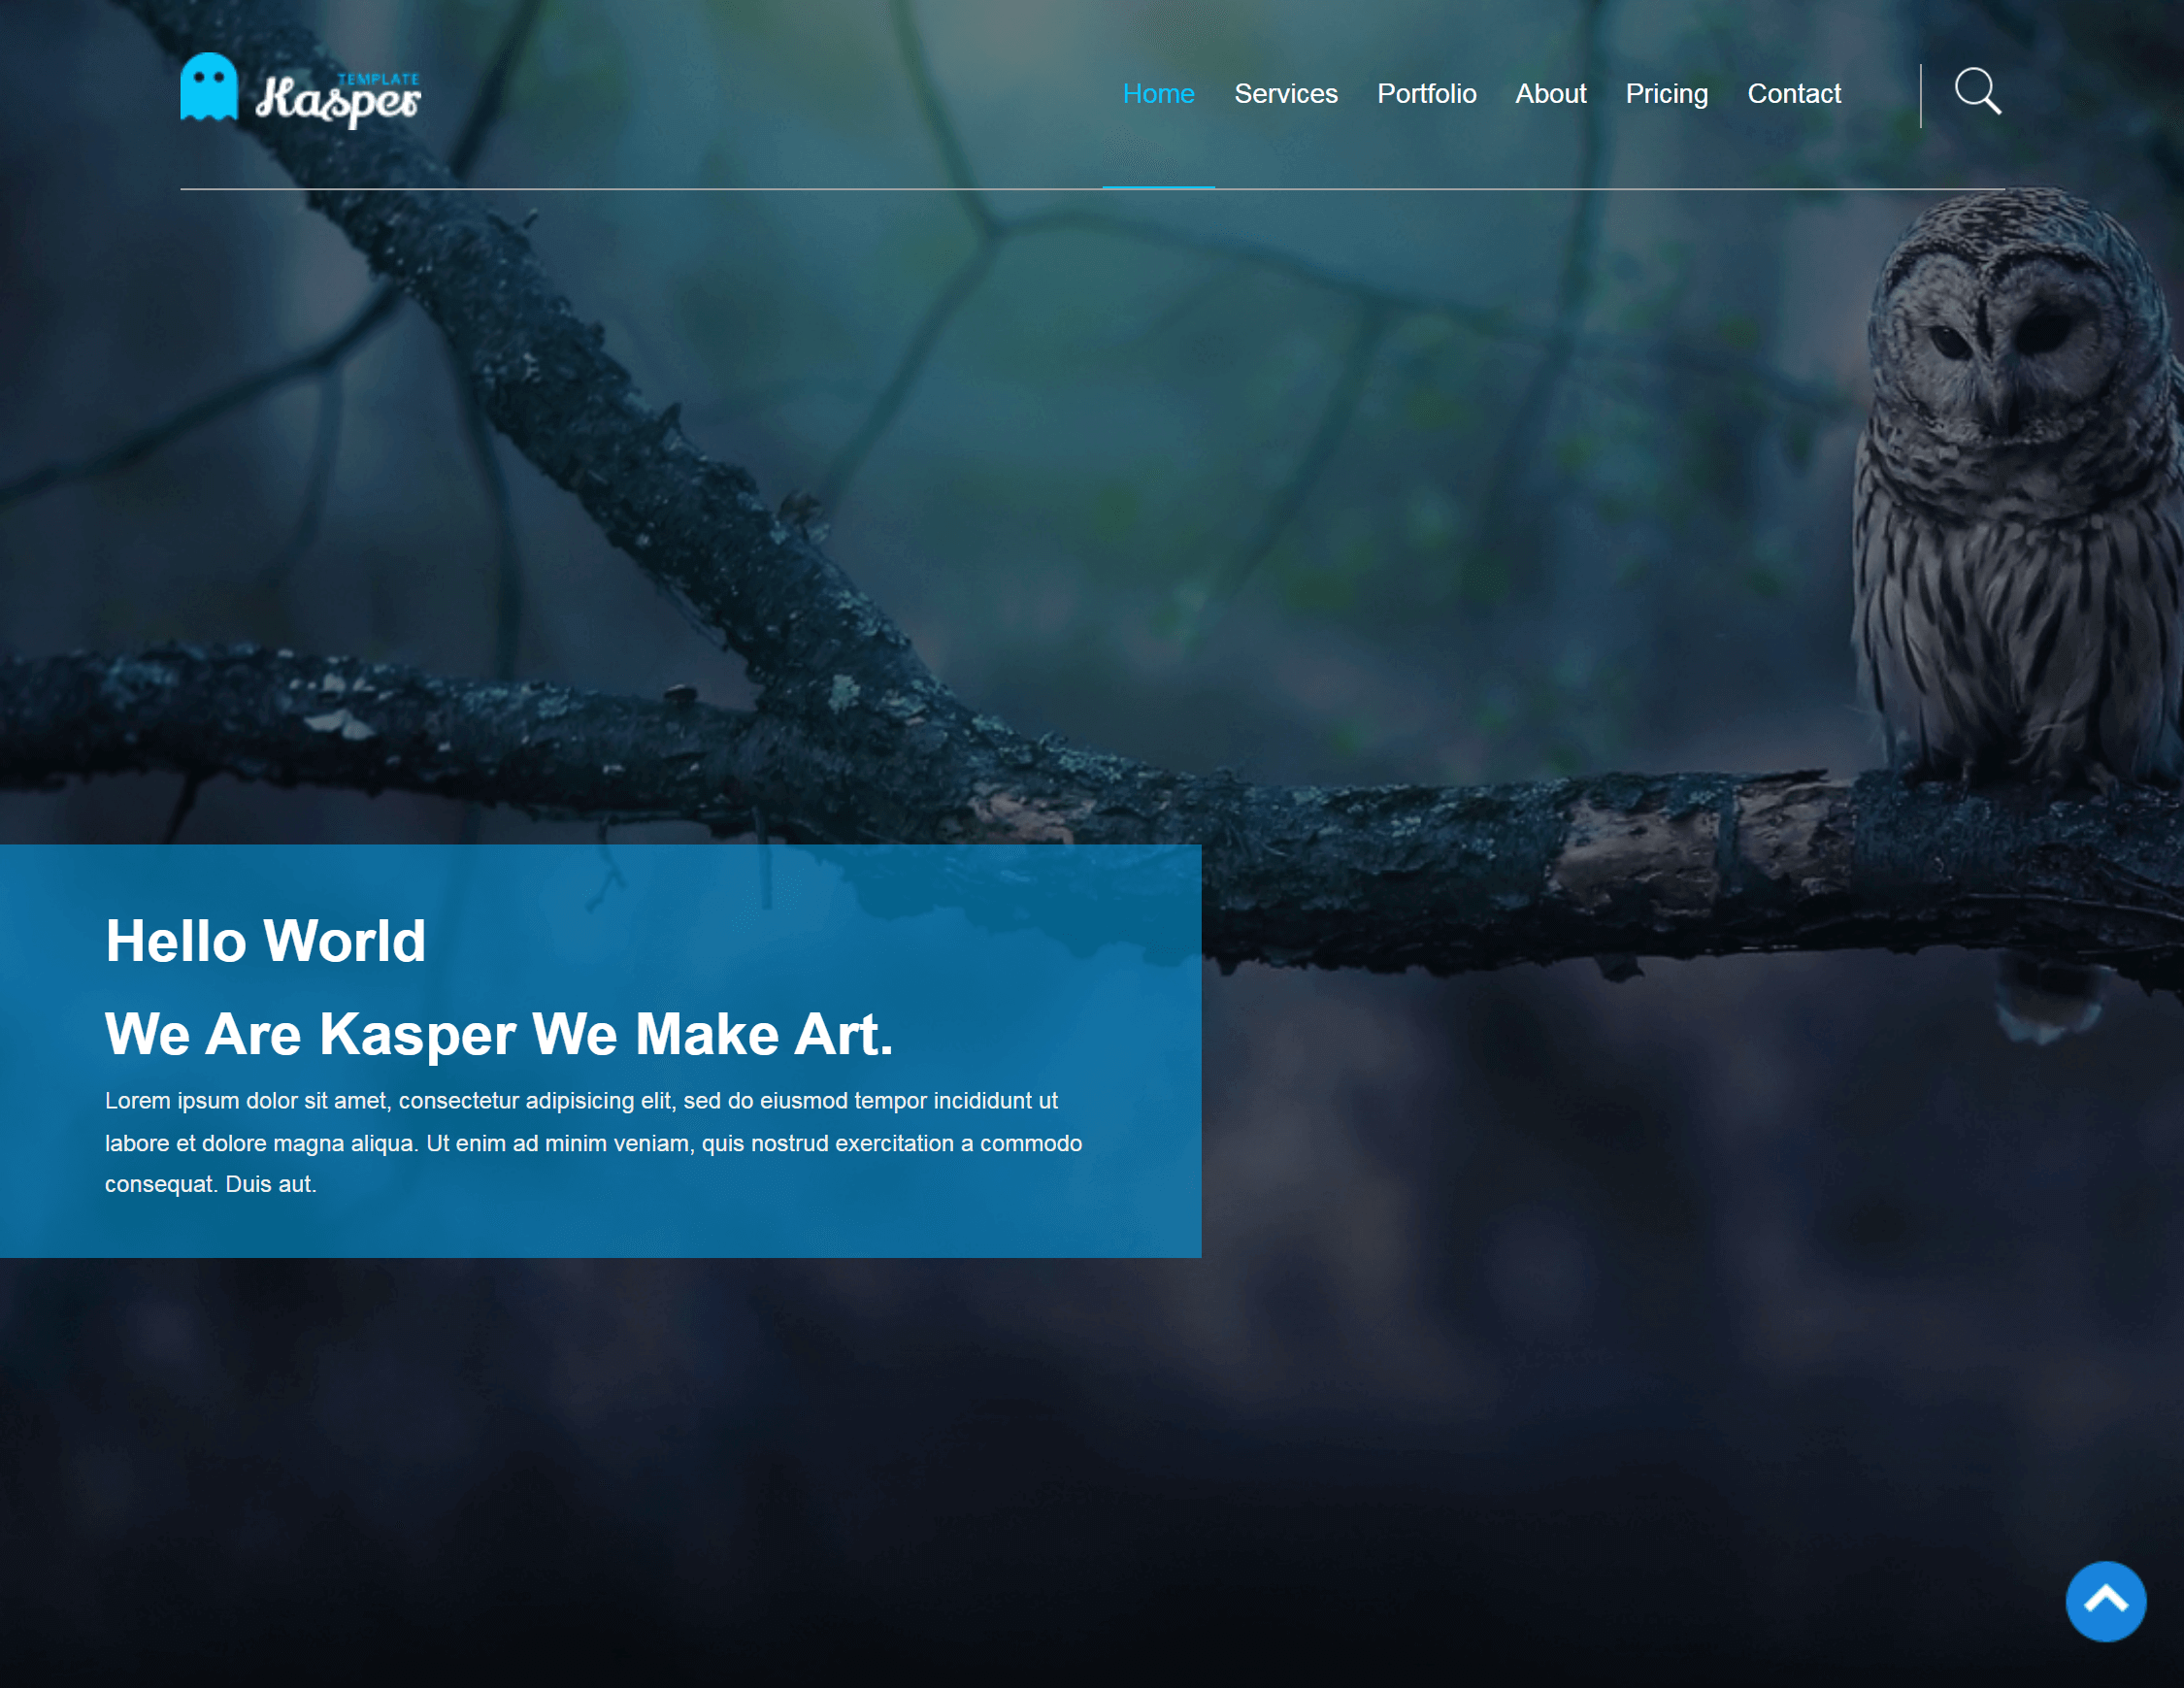 TEMPLATE
Kasper
Home Services Portfolio About Pricing Contact
Hello World
We Are Kasper We Make Art.
Lorem ipsum dolor sit amet, consectetur adipisicing elit, sed do eiusmod tempor incididunt ut
labore et dolore magna aliqua. Ut enim ad minim veniam, quis nostrud exercitation a commodo
consequat. Duis aut.